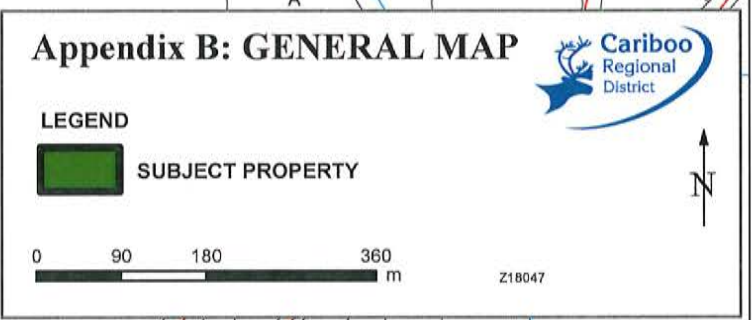 Appendix B: GENERAL MAP
Cariboo
Regional
District
LEGEND
SUBJECT PROPERTY
N
0 90 180 360
m
Z18047